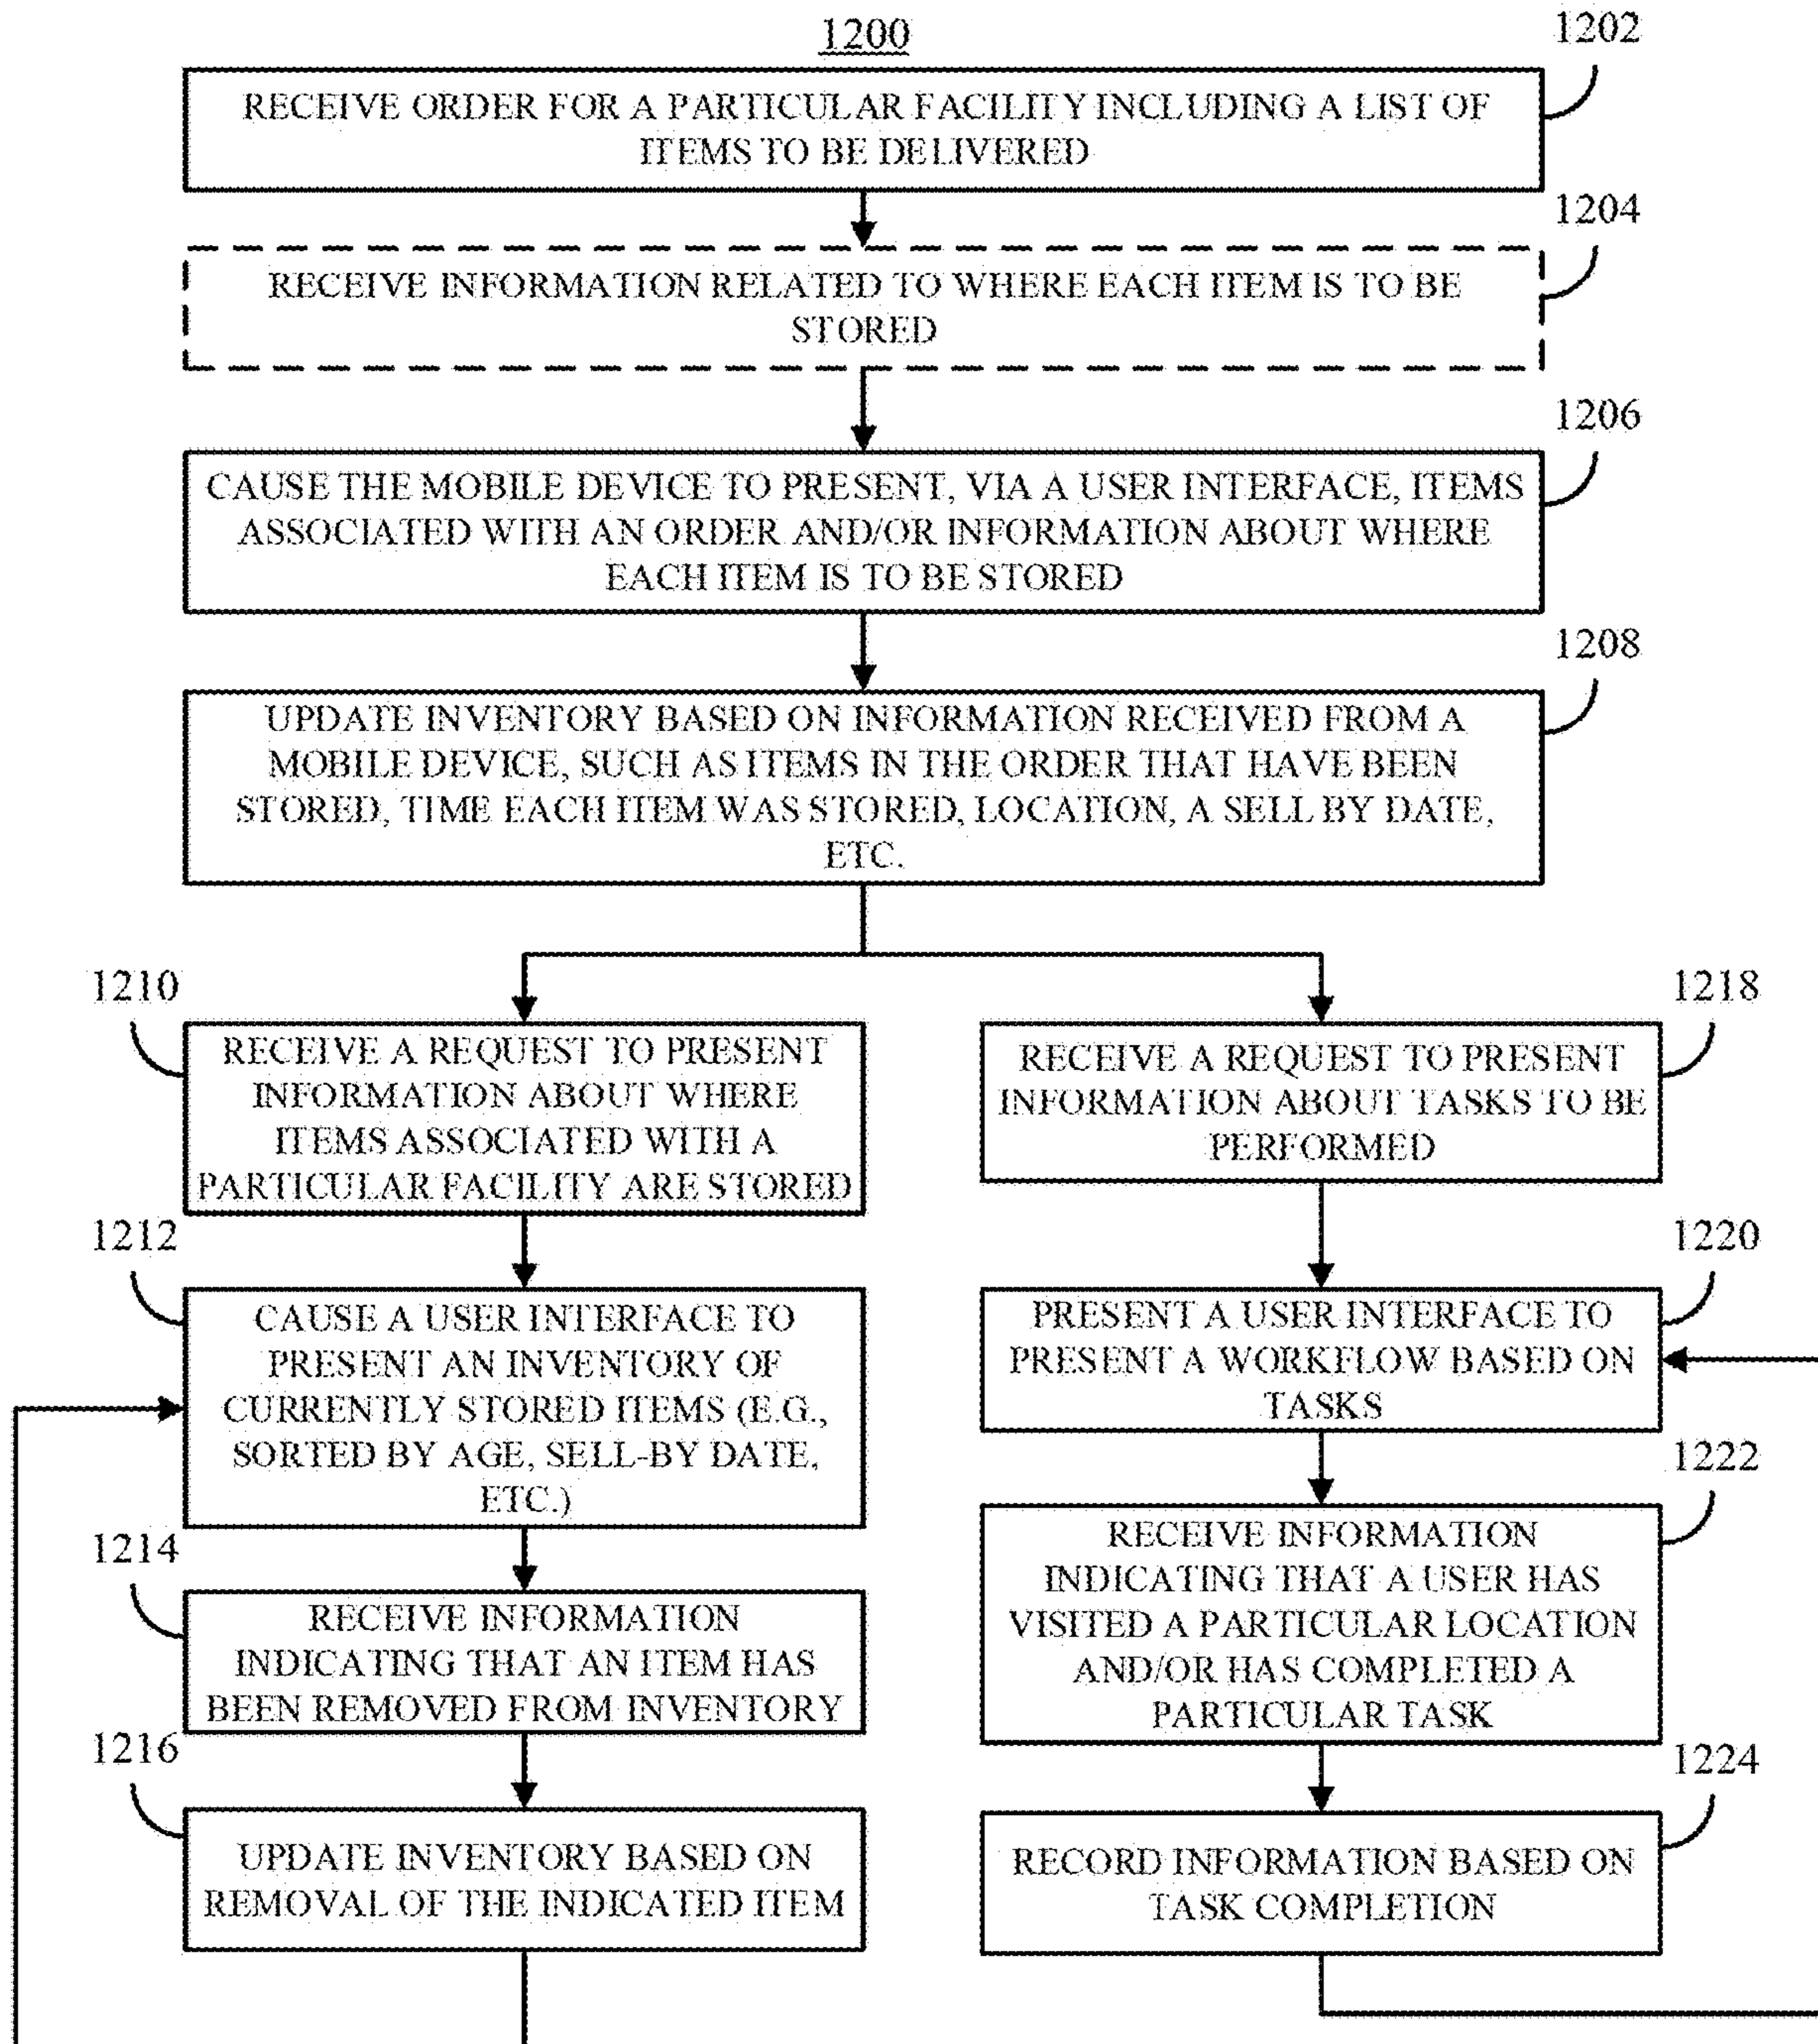 1200
1202
RECEIVE ORDER FOR A PARTICULAR FACILITY INCLUDING A LIST OF
ITEMS TO BE DELIVERED
1204
RECEIVE INFORMATION RELATED TO WHERE EACH ITEM IS TO BE
STORED
1206
CAUSE THE MOBILE DEVICE TO PRESENT, VIA A USER INTERFACE, ITEMS
ASSOCIATED WITH AN ORDER AND/OR INFORMATION ABOUT WHERE
EACH ITEM IS TO BE STORED
1208
UPDATE INVENTORY BASED ON INFORMATION RECEIVED FROM A
MOBILE DEVICE, SUCH AS ITEMS IN THE ORDER THAT HAVE BEEN
STORED, TIME EACH ITEM WAS STORED, LOCATION, A SELL BY DATE,
ETC.
1210
RECEIVE A REQUEST TO PRESENT
INFORMATION ABOUT WHERE
ITEMS ASSOCIATED WITH A
PARTICULAR FACILITY ARE STORED
1212
CAUSE A USER INTERFACE TO
PRESENT AN INVENTORY OF
CURRENTLY STORED ITEMS (E.G.,
SORTED BY AGE, SELL-BY DATE,
ETC.)
1214
RECEIVE INFORMATION
INDICATING THAT AN ITEM HAS
BEEN REMOVED FROM INVENTORY
1216
UPDATE INVENTORY BASED ON
REMOVAL OF THE INDICATED ITEM
1218
RECEIVE A REQUEST TO PRESENT
INFORMATION ABOUT TASKS TO BE
PERFORMED
1220
PRESENT A USER INTERFACE TO
PRESENT A WORKFLOW BASED ON
TASKS
1222
RECEIVE INFORMATION
INDICATING THAT A USER HAS
VISITED A PARTICULAR LOCATION
AND/OR HAS COMPLETED A
PARTICULAR TASK
1224
RECORD INFORMATION BASED ON
TASK COMPLETION